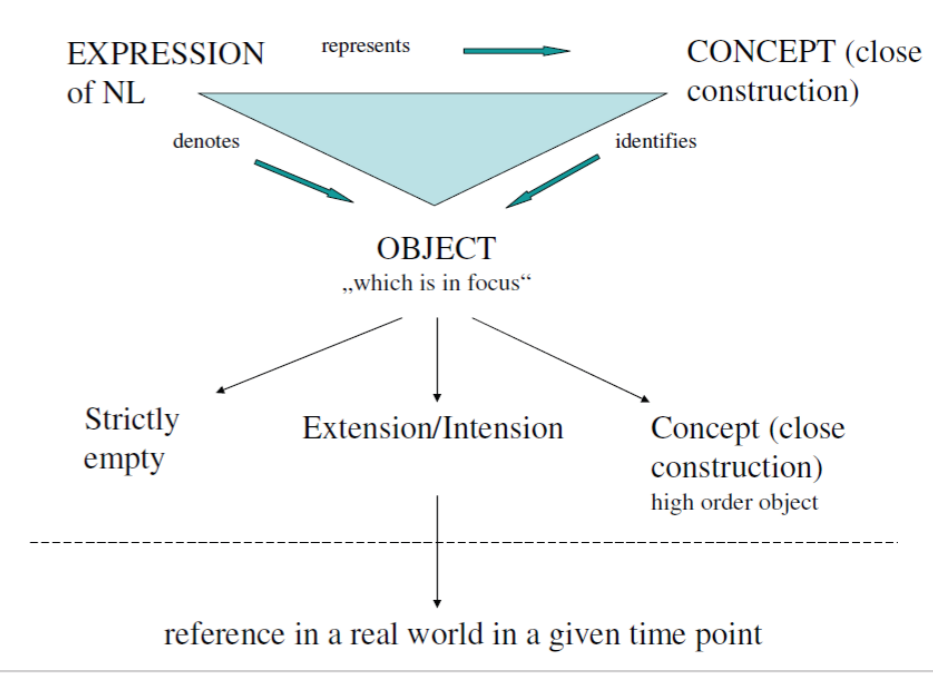 EXPRESSION
of NL
represents
CONCEPT (close
construction)
denotes
identifies
OBJECT
„which is in focus“
Strictly
empty
Extension/Intension
Concept (close
construction)
high order object
reference in a real world in a given time point